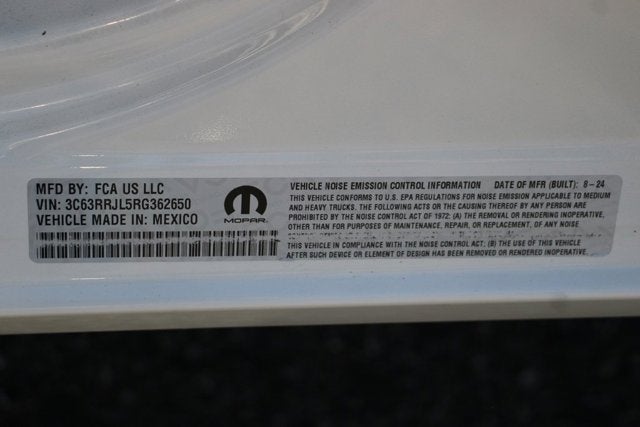 MFD BY: FCA US LLC
VIN: 3C63RRJL5RG362650
VEHICLE MADE IN: MEXICO
MOPAR
VEHICLE NOISE EMISSION CONTROL INFORMATION DATE OF MFR (BUILT): 8-24
THIS VEHICLE CONFORMS TO U.S. EPA REGULATIONS FOR NOISE EMISSION APPLICABLE TO MEDIUM
AND HEAVY TRUCKS. THE FOLLOWING ACTS OR THE CAUSING THEREOF BY ANY PERSON ARE
PROHIBITED BY THE NOISE CONTROL ACT OF 1972: (A) THE REMOVAL OR RENDERING INOPERATIVE,
OTHER THAN FOR PURPOSES OF MAINTENANCE, REPAIR, OR REPLACEMENT, OF ANY NOISE
THIS VEHICLE IN COMPLIANCE WITH THE NOISE CONTROL ACT; (B) THE USE OF THIS VEHICLE
AFTER SUCH DEVICE OR ELEMENT OF DESIGN HAS BEEN REMOVED OR RENDERED INOPERATIVE.